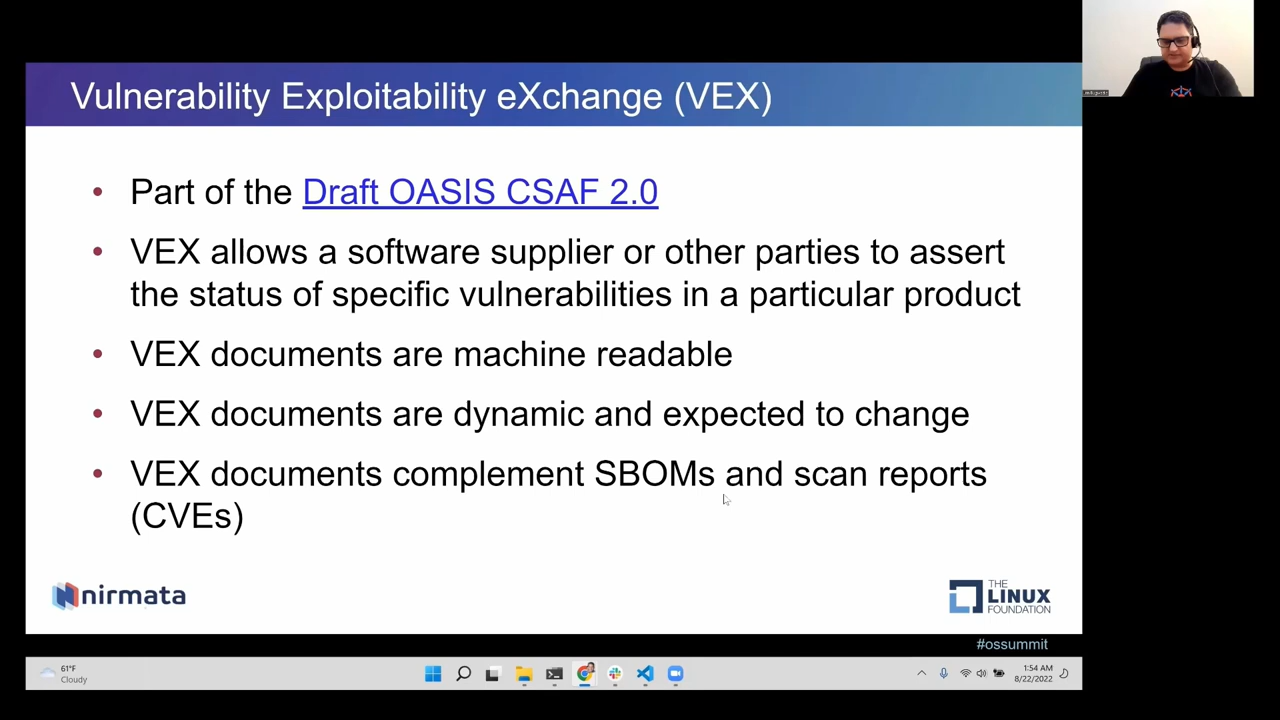 Vulnerability Exploitability eXchange (VEX)
• Part of the Draft OASIS CSAF 2.0
• VEX allows a software supplier or other parties to assert
the status of specific vulnerabilities in a particular product
• VEX documents are machine readable
• VEX documents are dynamic and expected to change
• VEX documents complement SBOMs and scan reports
(CVEs)
nirmata
THE
LINUX
FOUNDATION
#ossummit
61°F
Cloudy
1:54 AM
8/22/2022